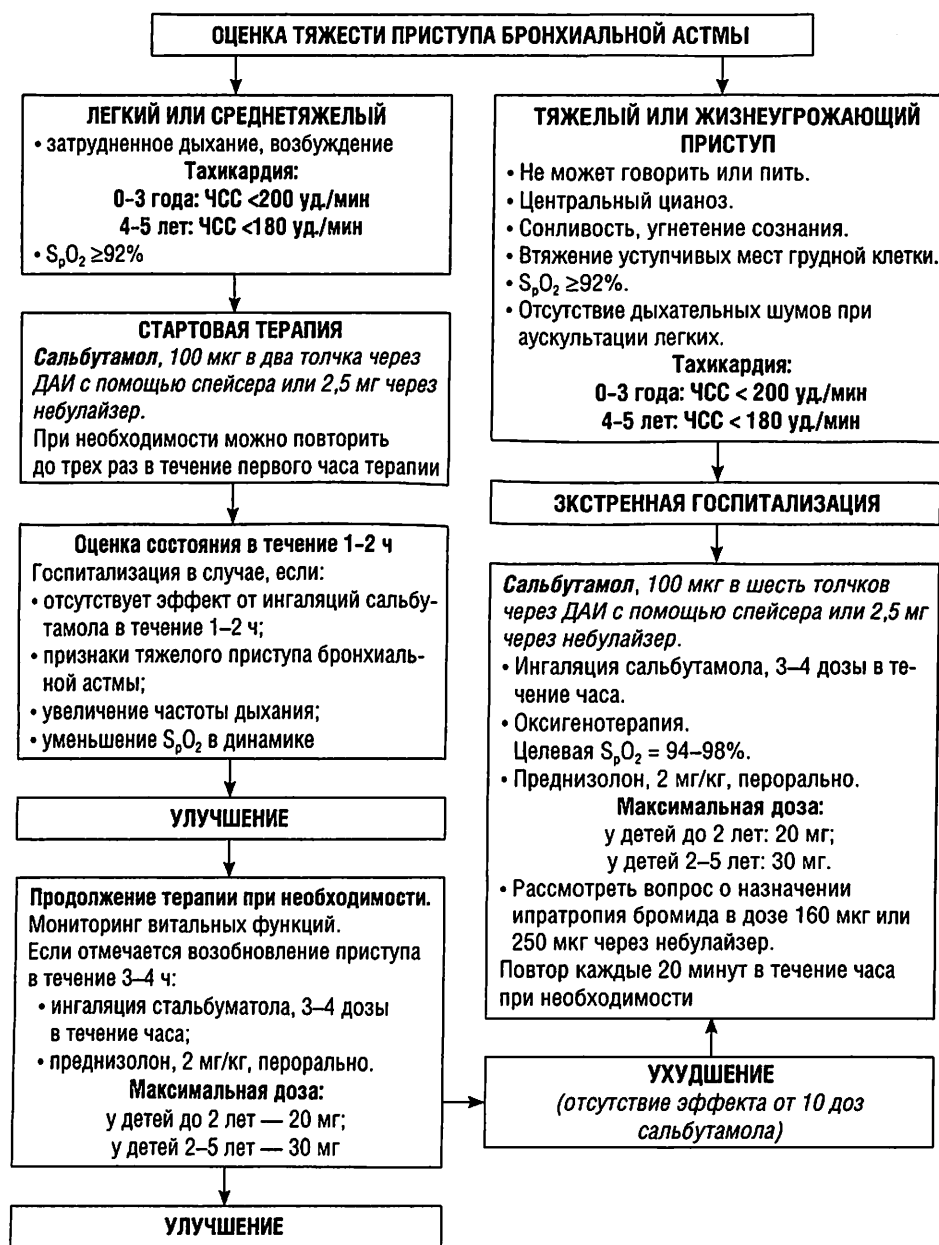 ОЦЕНКА ТЯЖЕСТИ ПРИСТУПА БРОНХИАЛЬНОЙ АСТМЫ
ЛЕГКИЙ ИЛИ СРЕДНЕТЯЖЕЛЫЙ
• затрудненное дыхание, возбуждение
Тахикардия:
0–3 года: ЧСС <200 уд./мин
4–5 лет: ЧСС <180 уд./мин
• SpO2 ≥92%
СТАРТОВАЯ ТЕРАПИЯ
Сальбутамол, 100 мкг в два толчка через
ДАИ с помощью спейсера или 2,5 мг через
небулайзер.
При необходимости можно повторить
до трех раз в течение первого часа терапии
Оценка состояния в течение 1–2 ч
Госпитализация в случае, если:
• отсутствует эффект от ингаляций сальбу-
тамола в течение 1–2 ч;
• признаки тяжелого приступа бронхиаль-
ной астмы;
• увеличение частоты дыхания;
• уменьшение SpO2 в динамике
УЛУЧШЕНИЕ
Продолжение терапии при необходимости.
Мониторинг витальных функций.
Если отмечается возобновление приступа
в течение 3–4 ч:
• ингаляция стальбуматола, 3–4 дозы
в течение часа;
• преднизолон, 2 мг/кг, перорально.
Максимальная доза:
у детей до 2 лет — 20 мг;
у детей 2–5 лет — 30 мг
УЛУЧШЕНИЕ
ТЯЖЕЛЫЙ ИЛИ ЖИЗНЕУГРОЖАЮЩИЙ
ПРИСТУП
• Не может говорить или пить.
• Центральный цианоз.
• Сонливость, угнетение сознания.
• Втяжение уступчивых мест грудной клетки.
• SpO2 ≥92%.
• Отсутствие дыхательных шумов при
аускультации легких.
Тахикардия:
0–3 года: ЧСС < 200 уд./мин
4–5 лет: ЧСС < 180 уд./мин
ЭКСТРЕННАЯ ГОСПИТАЛИЗАЦИЯ
Сальбутамол, 100 мкг в шесть толчков
через ДАИ с помощью спейсера или 2,5 мг
через небулайзер.
• Ингаляция сальбутамола, 3–4 дозы в те-
чение часа.
• Оксигенотерапия.
Целевая SpO2 = 94–98%.
• Преднизолон, 2 мг/кг, перорально.
Максимальная доза:
у детей до 2 лет: 20 мг;
у детей 2–5 лет: 30 мг.
• Рассмотреть вопрос о назначении
ипратропия бромида в дозе 160 мкг или
250 мкг через небулайзер.
Повтор каждые 20 минут в течение часа
при необходимости
УХУДШЕНИЕ
(отсутствие эффекта от 10 доз
сальбутамола)